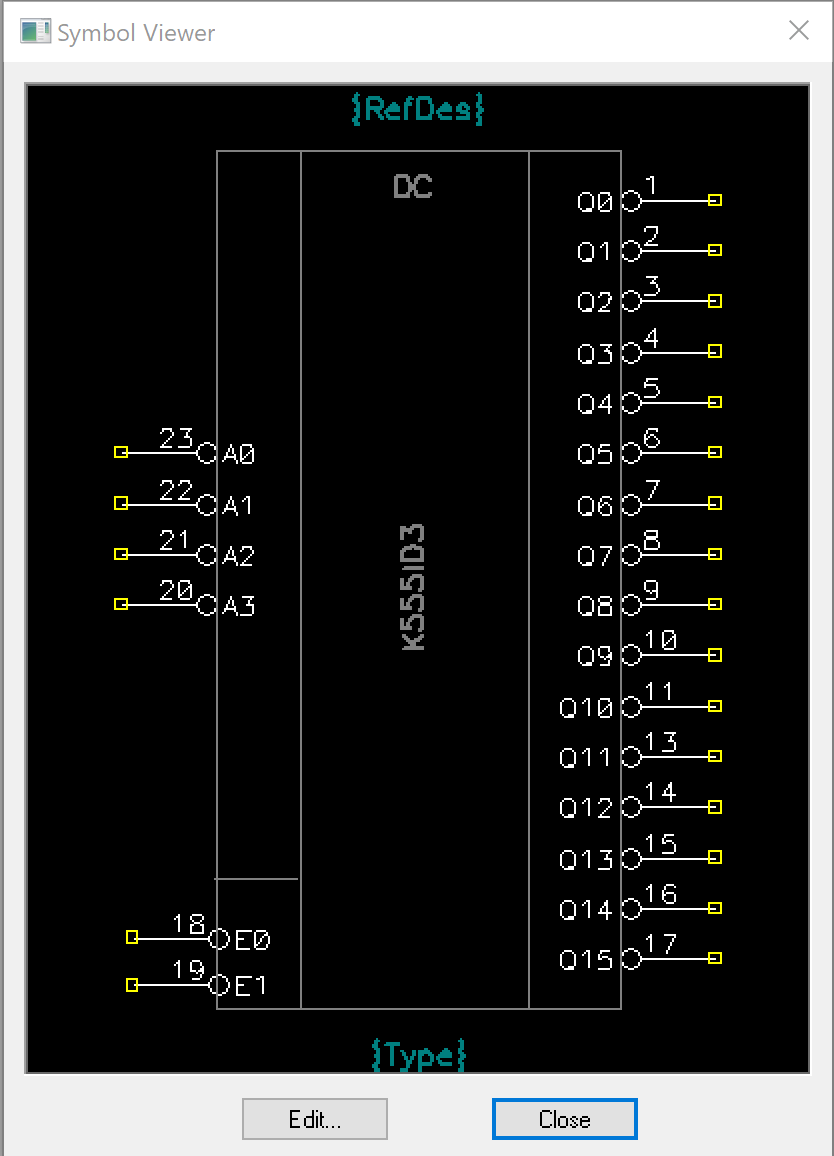 Symbol Viewer
{RefDes}
DC
Q0 1
Q1 2
Q2 3
Q3 4
Q4 5
23 A0 Q5 6
22 A1 Q6 7
21 A2 Q7 8
20 A3 Q8 9
K555ID3
Q9 10
Q10 11
Q11 13
Q12 14
Q13 15
18 E0 Q14 16
19 E1 Q15 17
{Type}
Edit... Close